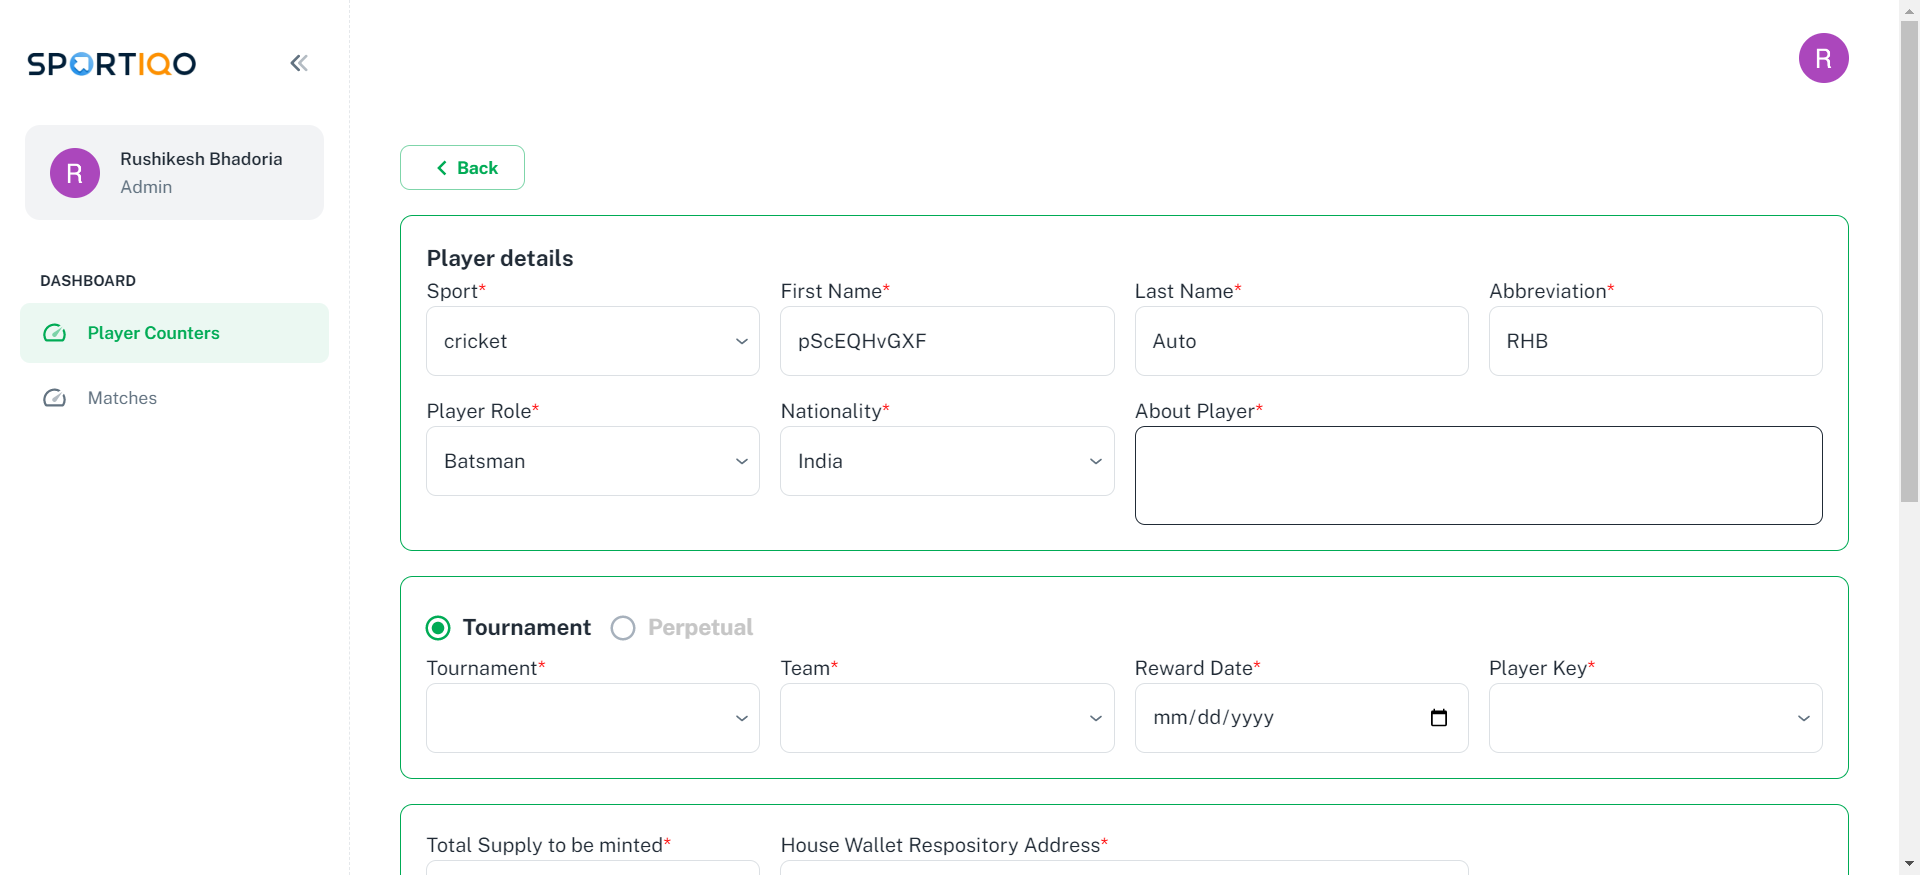 SPORTIQO
R
R
Rushikesh Bhadoria
Admin
DASHBOARD
Player Counters
Matches
Back
Player details
Sport* First Name* Last Name* Abbreviation*
cricket pScEQHvGXF Auto RHB
Player Role* Nationality* About Player*
Batsman India
Tournament Perpetual
Tournament* Team* Reward Date* Player Key*
mm/dd/yyyy
Total Supply to be minted* House Wallet Respository Address*